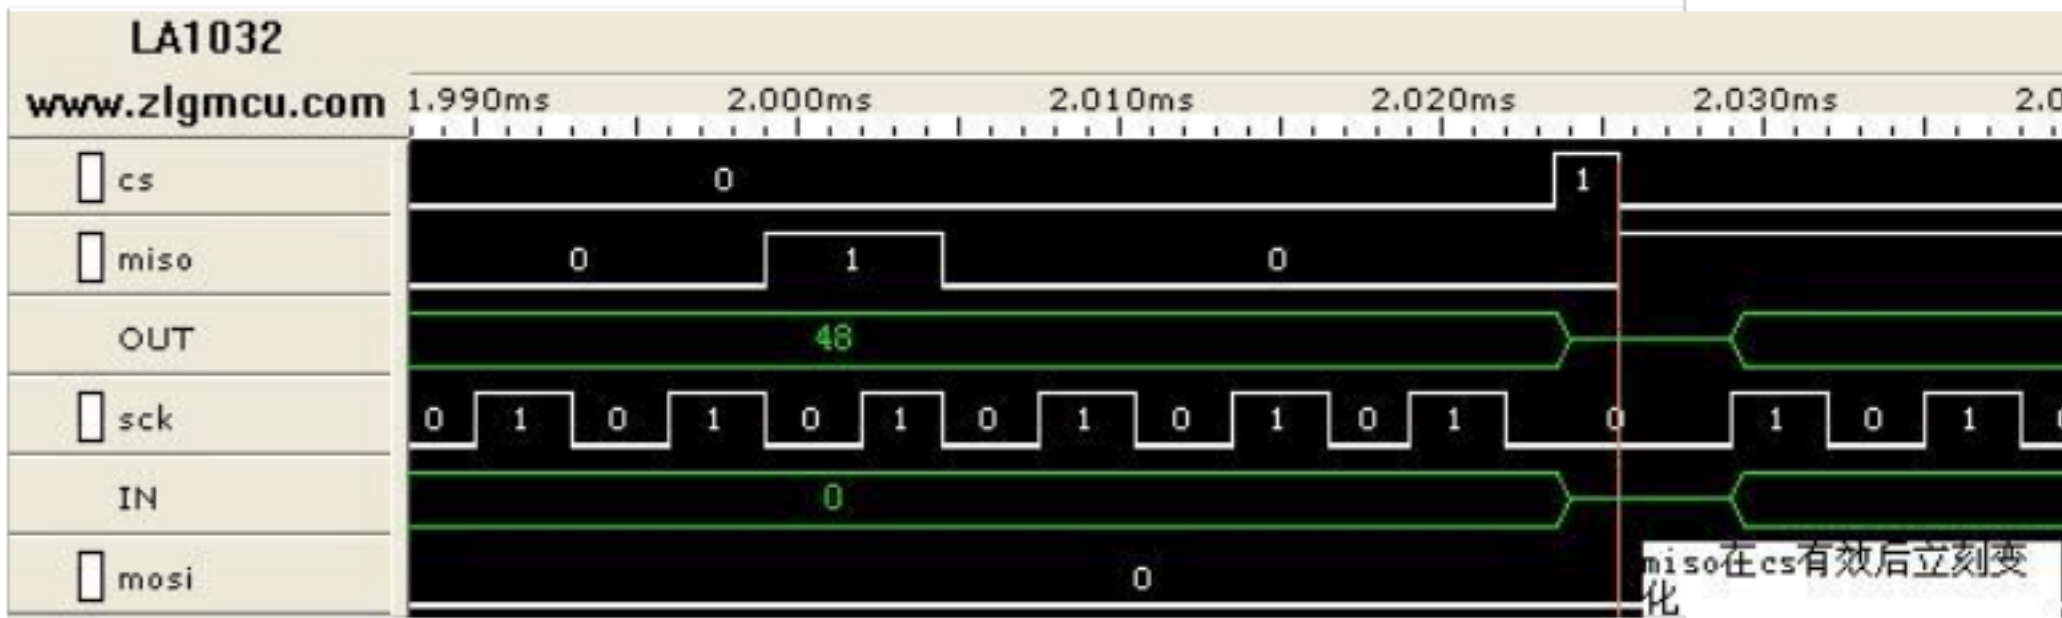 LA1032
www.zlgmcu.com 1.990ms 2.000ms 2.010ms 2.020ms 2.030ms 2.0
cs 0 1
miso 0 1 0
OUT 48
sck 0 1 0 1 0 1 0 1 0 1 0 1 0 1 0 1 0
IN 0
mosi 0
miso在cs有效后立刻变
化